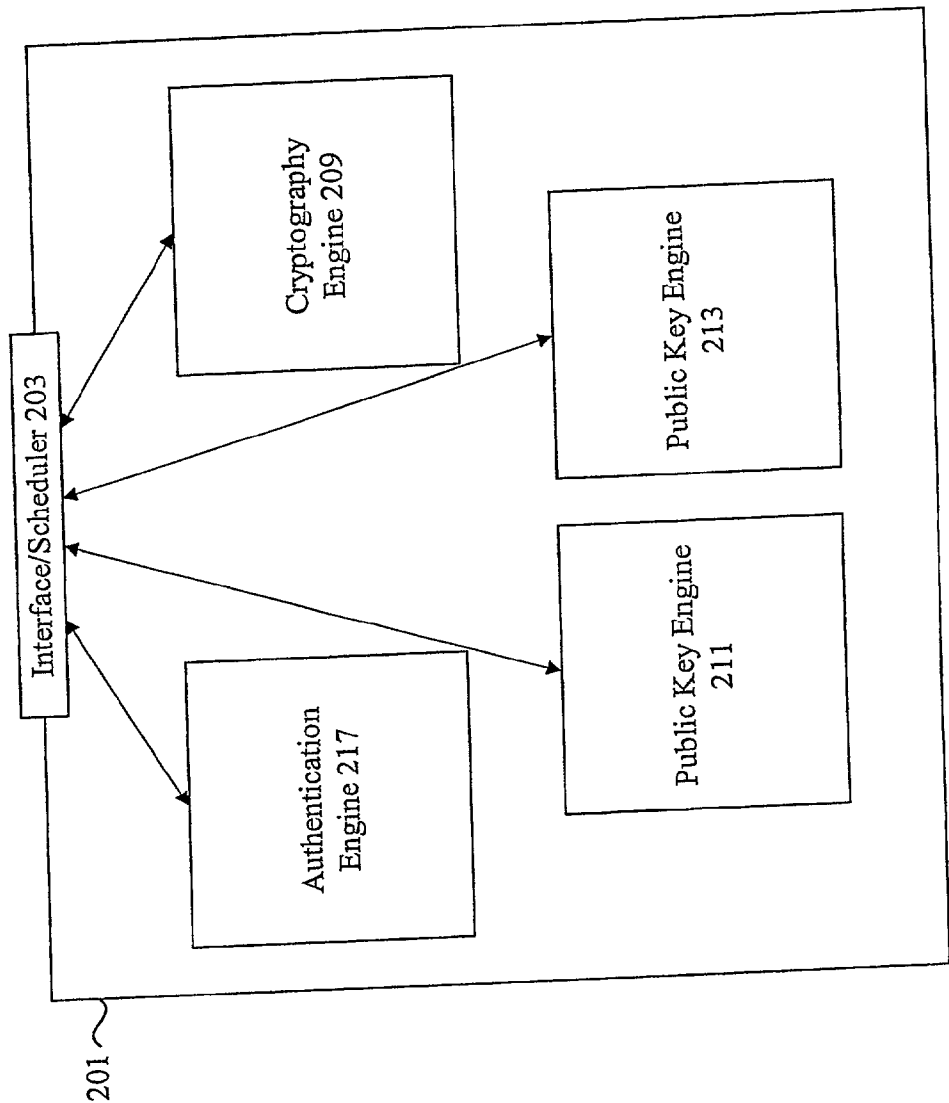 201
Interface/Scheduler 203
Authentication
Engine 217
Cryptography
Engine 209
Public Key Engine
211
Public Key Engine
213